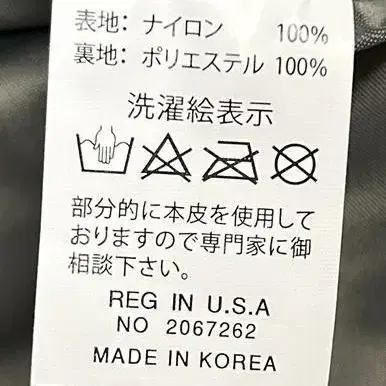 表地: ナイロン 100%
裏地: ポリエステル 100%
洗濯絵表示
部分的に本皮を使用して
おりますので専門家に御
相談下さい。
REG IN U.S.A
NO 2067262
MADE IN KOREA